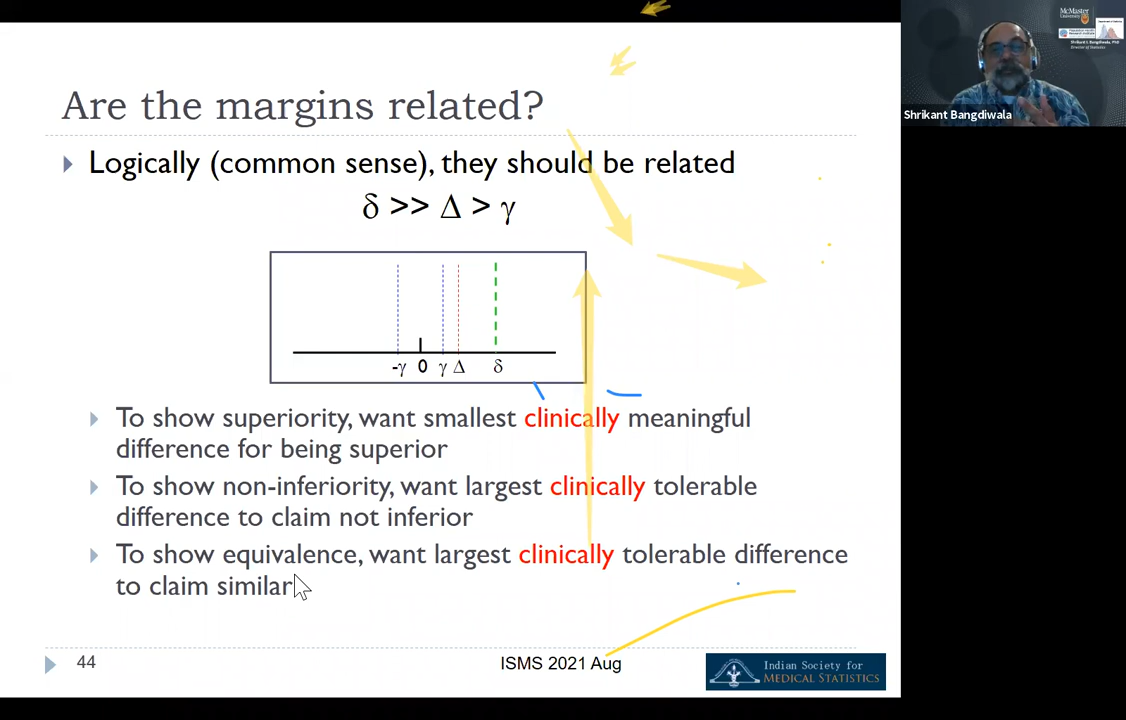 Are the margins related?
Logically (common sense), they should be related
δ >> Δ > γ
-γ 0 γ Δ δ
To show superiority, want smallest clinically meaningful
difference for being superior
To show non-inferiority, want largest clinically tolerable
difference to claim not inferior
To show equivalence, want largest clinically tolerable difference
to claim similar
44
ISMS 2021 Aug
Indian Society for
MEDICAL STATISTICS
McMaster
University
Shrikant Bangdiwala